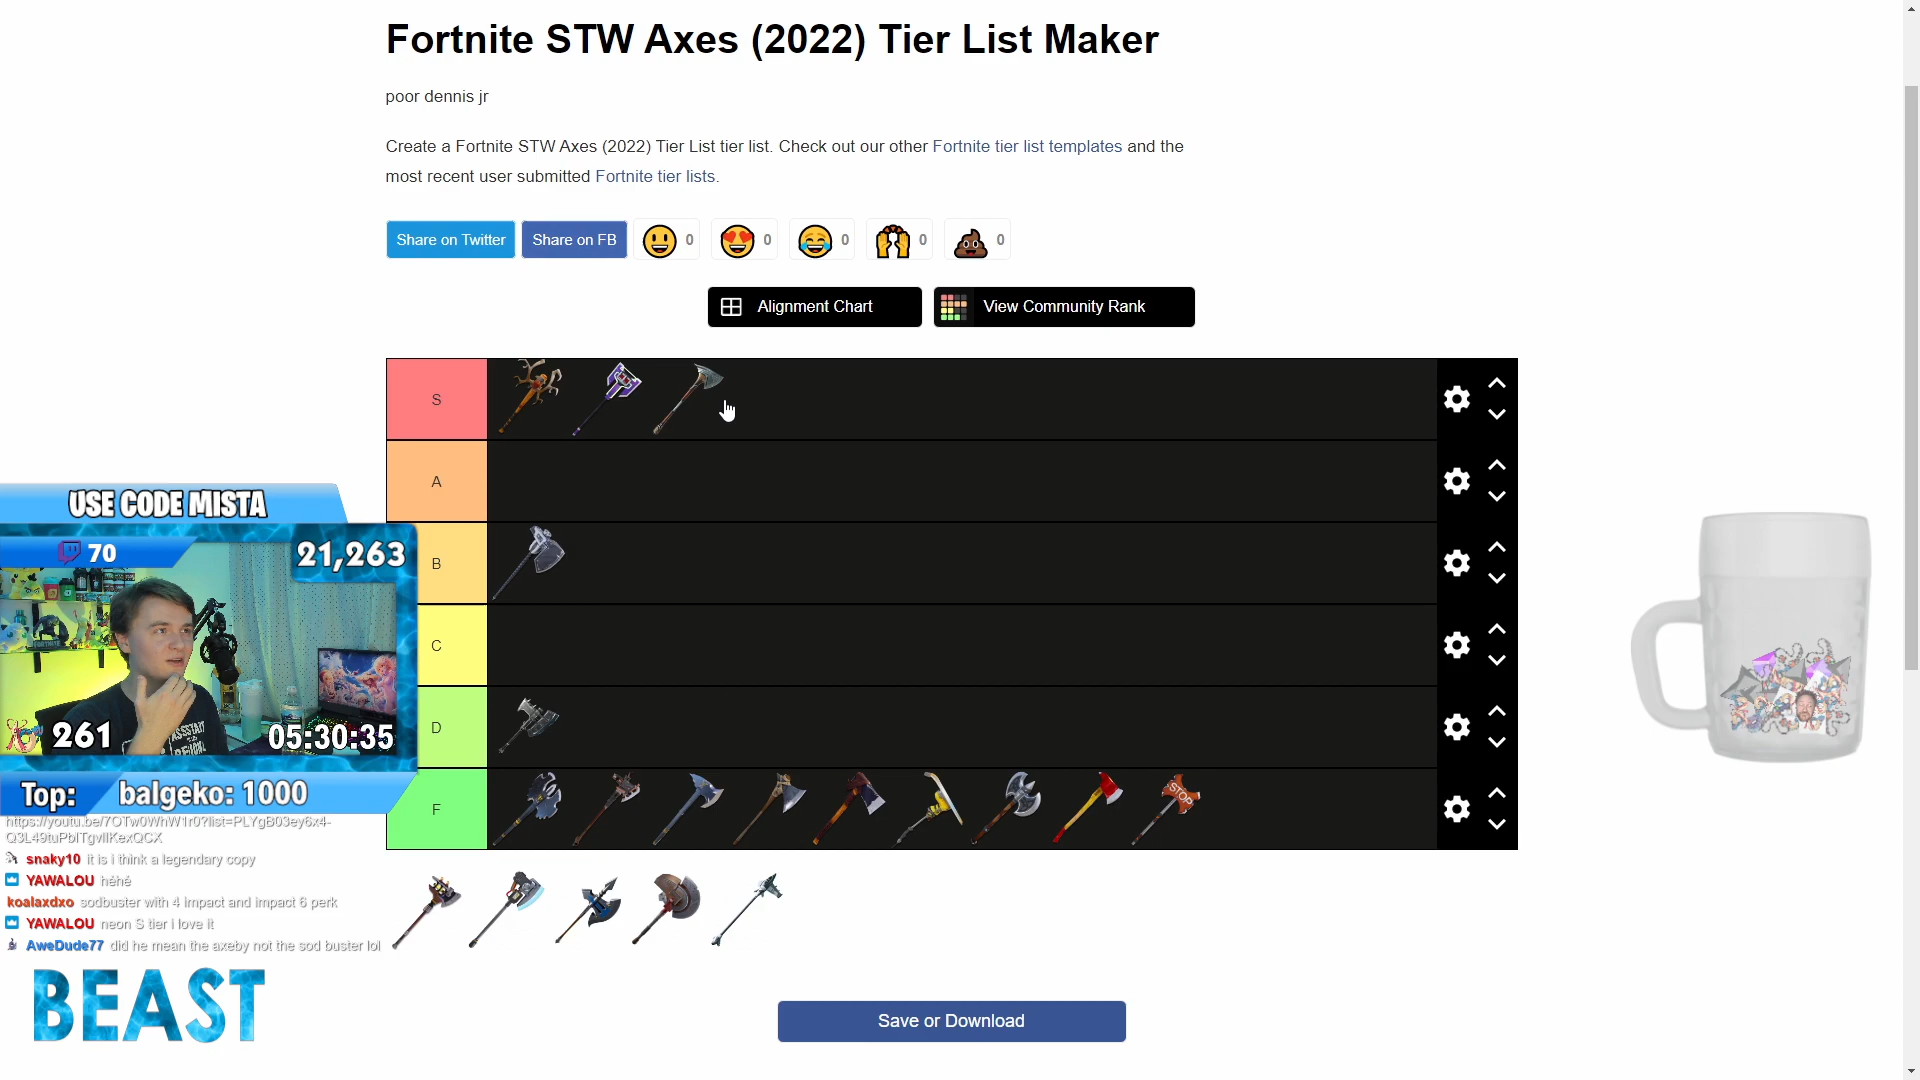 Fortnite STW Axes (2022) Tier List Maker
poor dennis jr
Create a Fortnite STW Axes (2022) Tier List tier list. Check out our other Fortnite tier list templates and the
most recent user submitted Fortnite tier lists.
Share on Twitter
Share on FB
0
0
0
0
0
Alignment Chart
View Community Rank
S
A
B
C
D
F
STOP
USE CODE MISTA
70
21,263
261
05:30:35
Top: balgeko: 1000
snaky10 it is i think a legendary copy
YAWALOU héhé
koalaxdxo sodbuster with 4 impact and impact 6 perk
YAWALOU neon S tier i love it
AweDude77 did he mean the axeby not the sod buster lol
BEAST
Save or Download